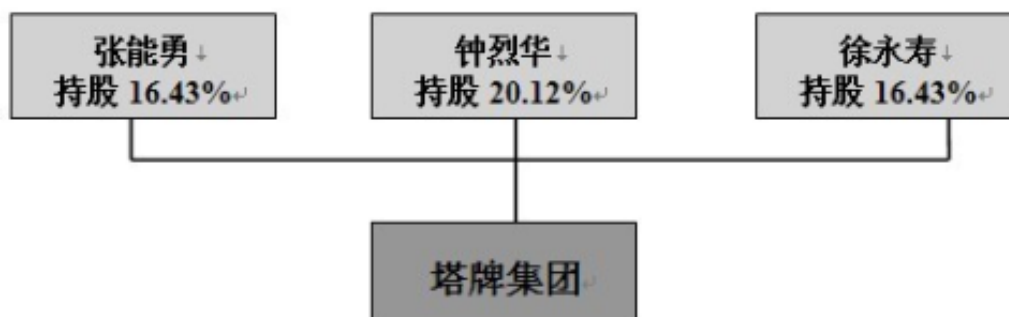 张能勇↓
持股 16.43%↵
钟烈华↓
持股 20.12%↵
徐永寿↓
持股 16.43%↵
塔牌集团↵